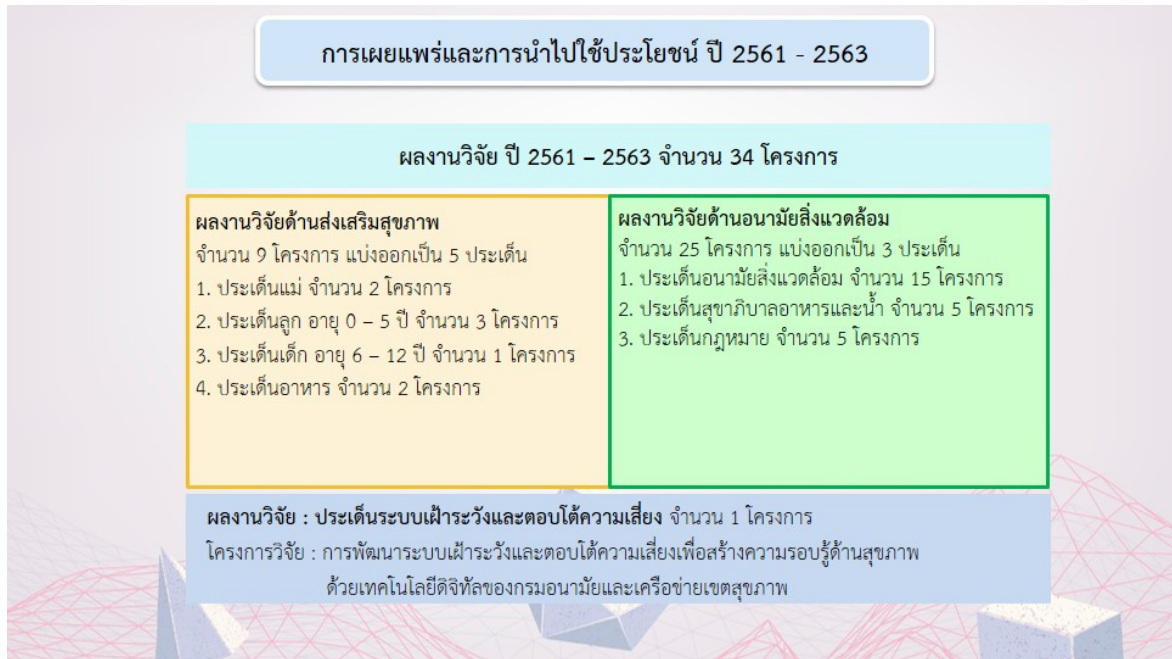 การเผยแพร่และการนำไปใช้ประโยชน์ ปี 2561 - 2563
ผลงานวิจัย ปี 2561 – 2563 จำนวน 34 โครงการ
ผลงานวิจัยด้านส่งเสริมสุขภาพ
จำนวน 9 โครงการ แบ่งออกเป็น 5 ประเด็น
1. ประเด็นแม่ จำนวน 2 โครงการ
2. ประเด็นลูก อายุ 0 – 5 ปี จำนวน 3 โครงการ
3. ประเด็นเด็ก อายุ 6 – 12 ปี จำนวน 1 โครงการ
4. ประเด็นอาหาร จำนวน 2 โครงการ
ผลงานวิจัยด้านอนามัยสิ่งแวดล้อม
จำนวน 25 โครงการ แบ่งออกเป็น 3 ประเด็น
1. ประเด็นอนามัยสิ่งแวดล้อม จำนวน 15 โครงการ
2. ประเด็นสุขาภิบาลอาหารและน้ำ จำนวน 5 โครงการ
3. ประเด็นกฎหมาย จำนวน 5 โครงการ
ผลงานวิจัย : ประเด็นระบบเฝ้าระวังและตอบโต้ความเสี่ยง จำนวน 1 โครงการ
โครงการวิจัย : การพัฒนาระบบเฝ้าระวังและตอบโต้ความเสี่ยงเพื่อสร้างความรอบรู้ด้านสุขภาพ
ด้วยเทคโนโลยีดิจิทัลของกรมอนามัยและเครือข่ายเขตสุขภาพ